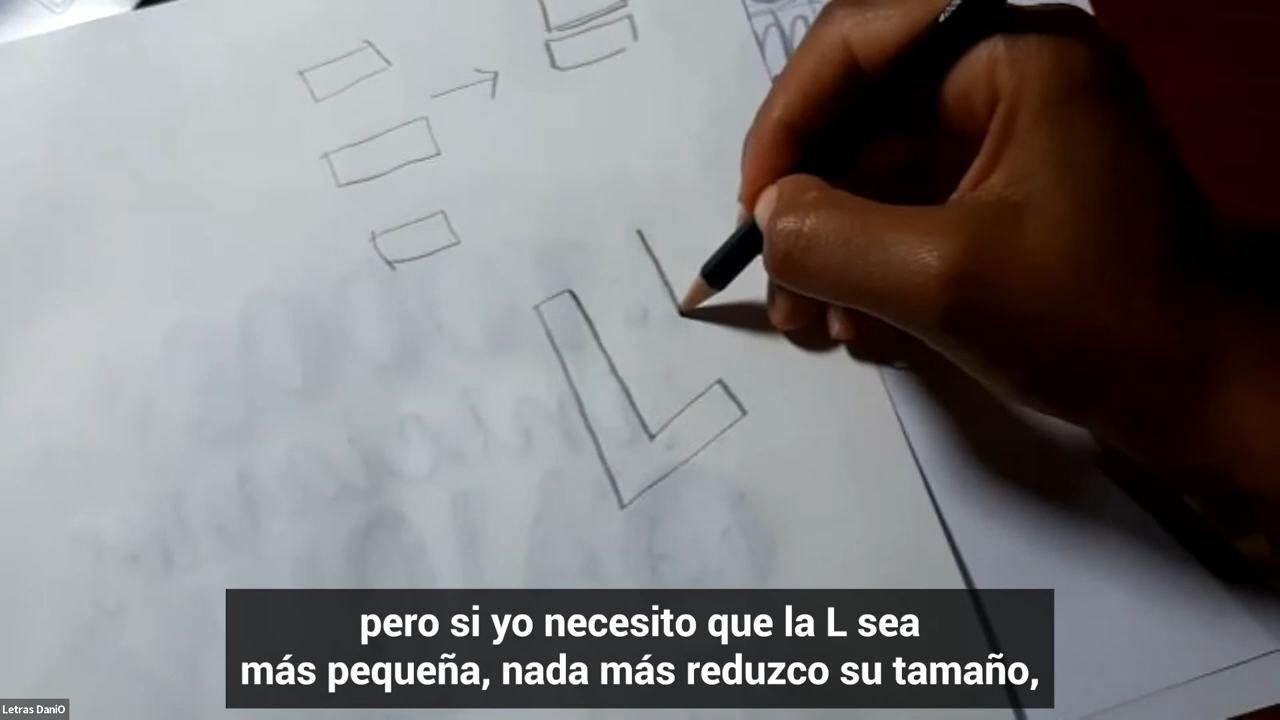 L
pero si yo necesito que la L sea
más pequeña, nada más reduzco su tamaño,
Letras DaniO